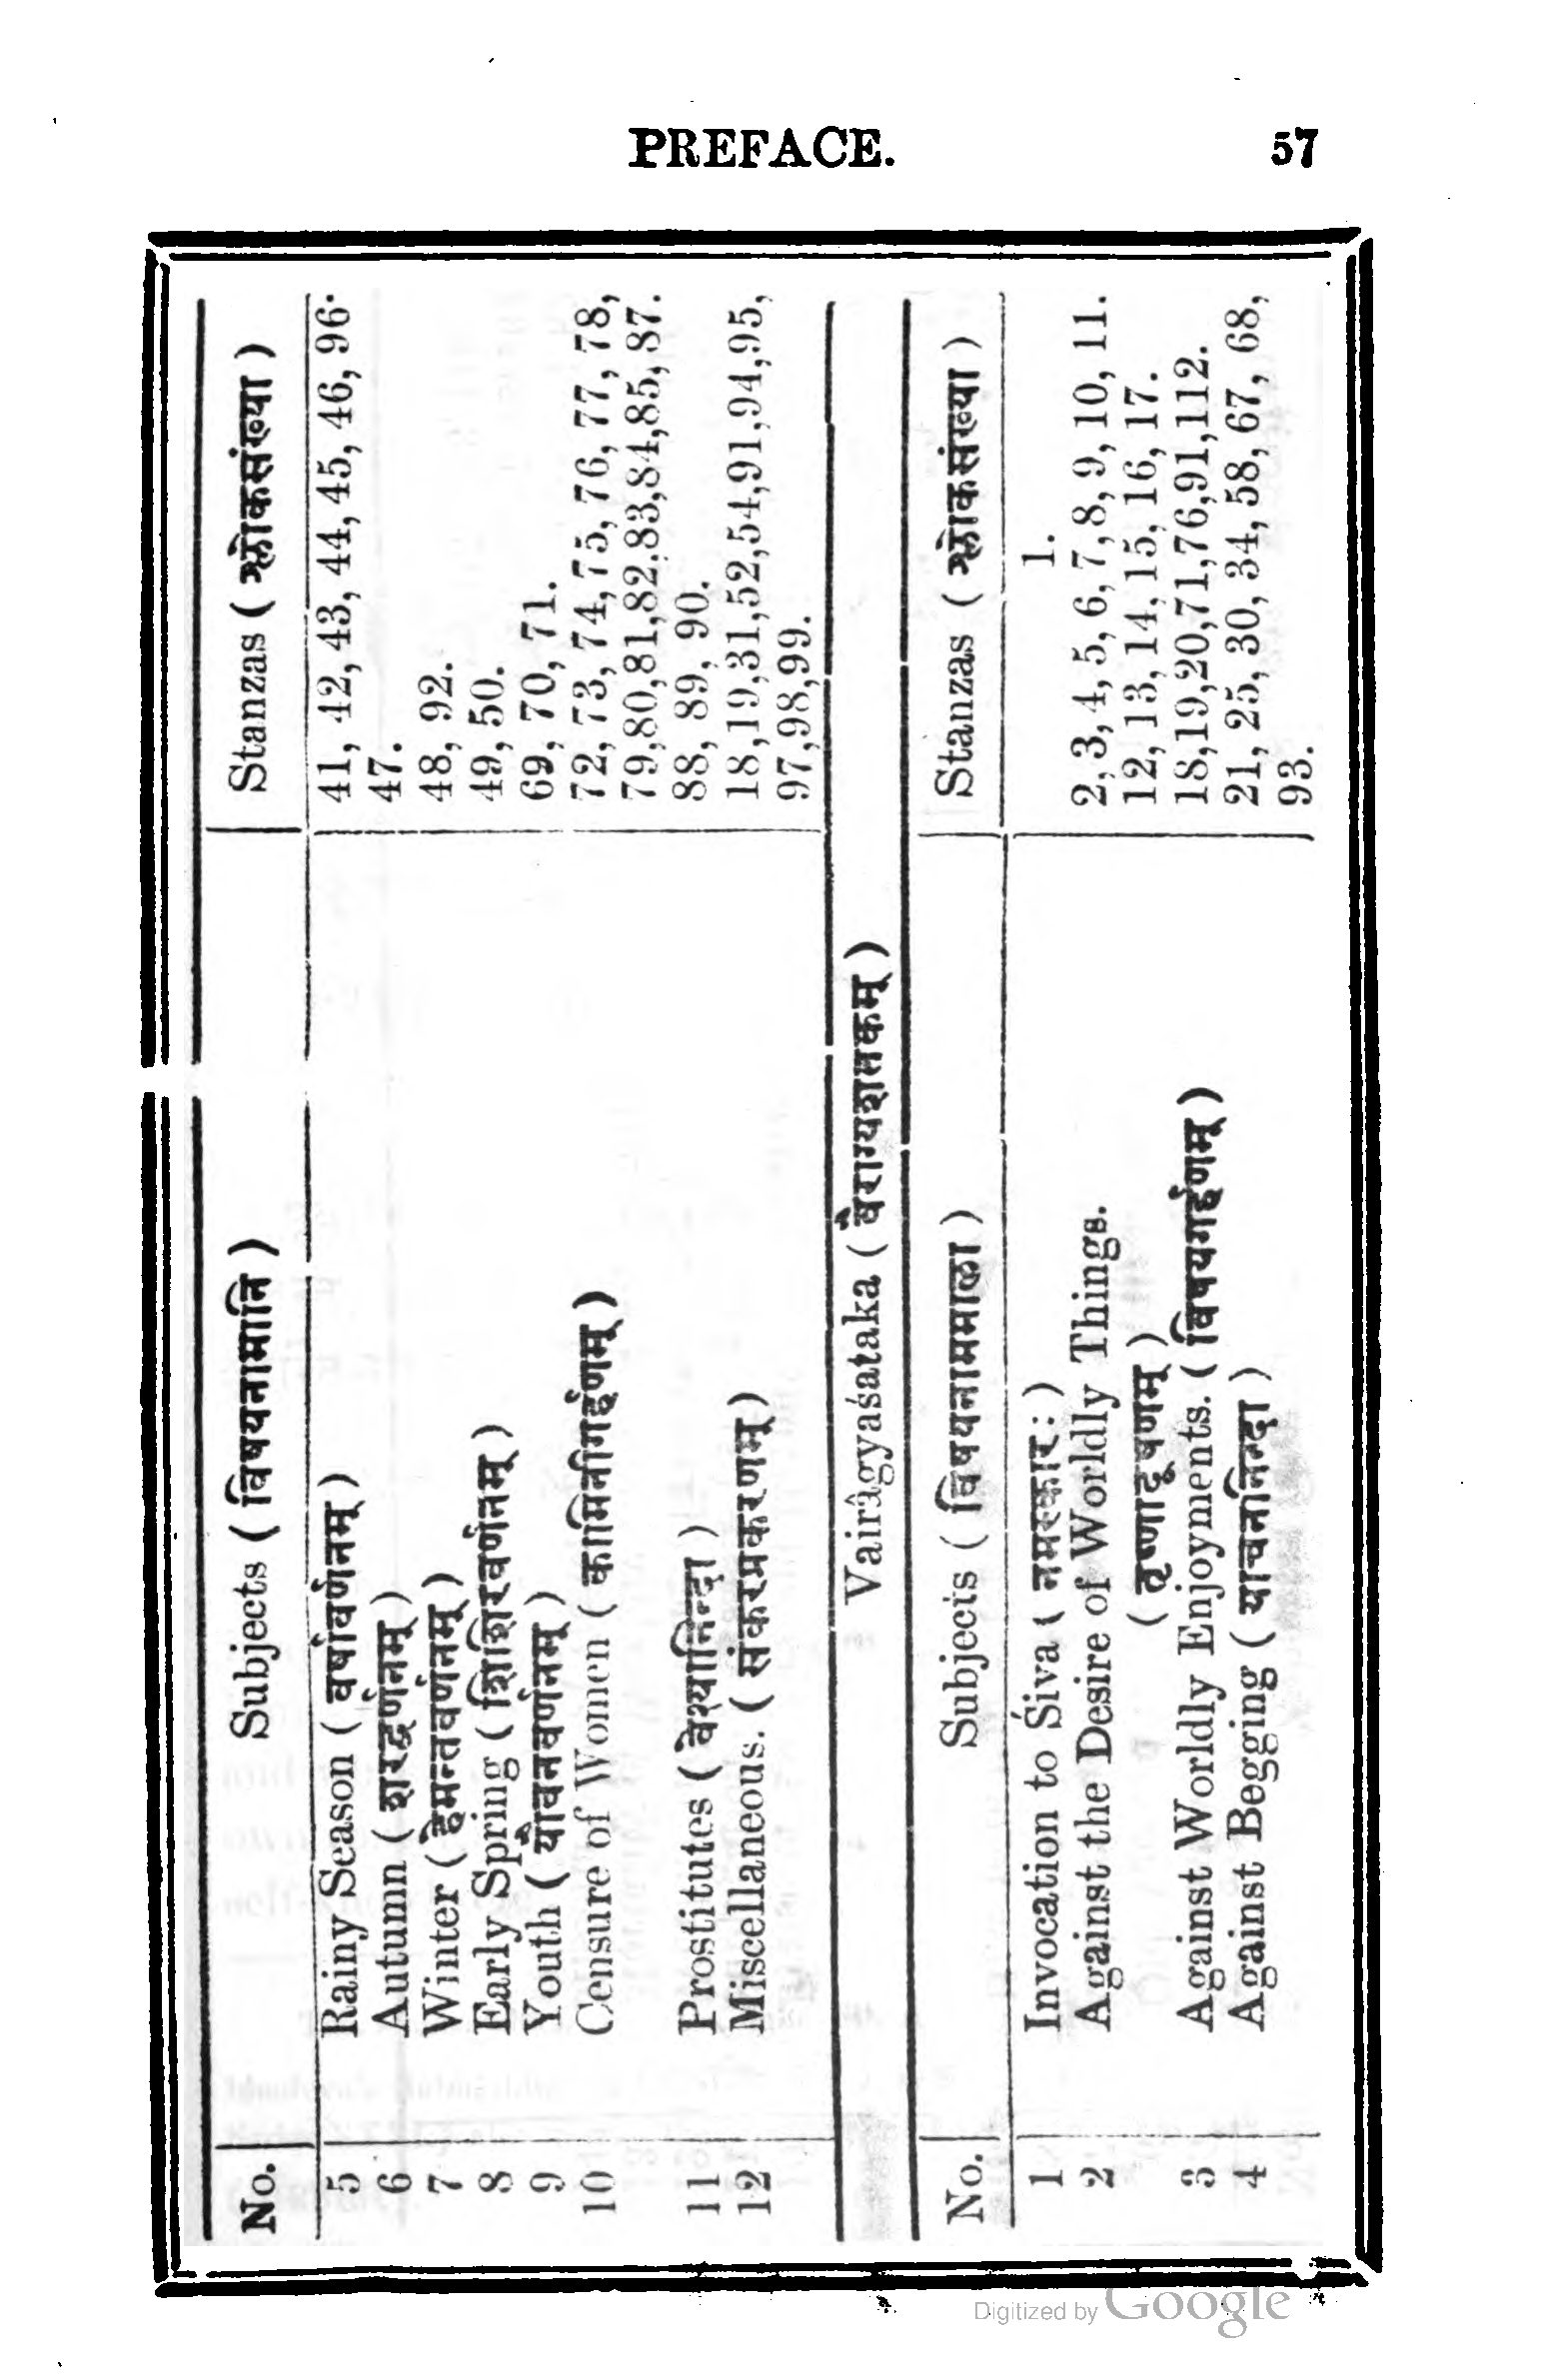 PREFACE. 57
No. Subjects ( विषयनामानि ) Stanzas ( श्लोकसंख्या )
5 Rainy Season ( वर्षावर्णनम् ) 41, 42, 43, 44, 45, 46, 96.
6 Autumn ( शरद्वर्णनम् ) 47.
7 Winter ( हेमन्तवर्णनम् ) 48, 92.
8 Early Spring ( शिशिरवर्णनम् ) 49, 50.
9 Youth ( यौवनवर्णनम् ) 69, 70, 71.
10 Censure of Women ( कामिनीगर्हणम् ) 72, 73, 74, 75, 76, 77, 78,
79,80,81,82,83,84,85,87.
11 Prostitutes ( वेश्यानिन्दा ) 88, 89, 90.
12 Miscellaneous. ( संकरमकरणम् ) 18,19,31,52,54,91,94,95,
97,98,99.
Vairâgyaśataka ( वैराग्यशतकम् )
No. Subjects ( विषयनाममाला ) Stanzas ( श्लोकसंख्या )
1 Invocation to Śiva ( नमस्कारः ) 1.
2 Against the Desire of Worldly Things. 2, 3, 4, 5, 6, 7, 8, 9, 10, 11.
( तृष्णादूषणम् ) 12, 13, 14, 15, 16, 17.
3 Against Worldly Enjoyments. ( विषयगर्हणम् ) 18,19,20,71,76,91,112.
4 Against Begging ( याचनानिन्दा ) 21, 25, 30, 34, 58, 67, 68,
93.
Digitized by Google